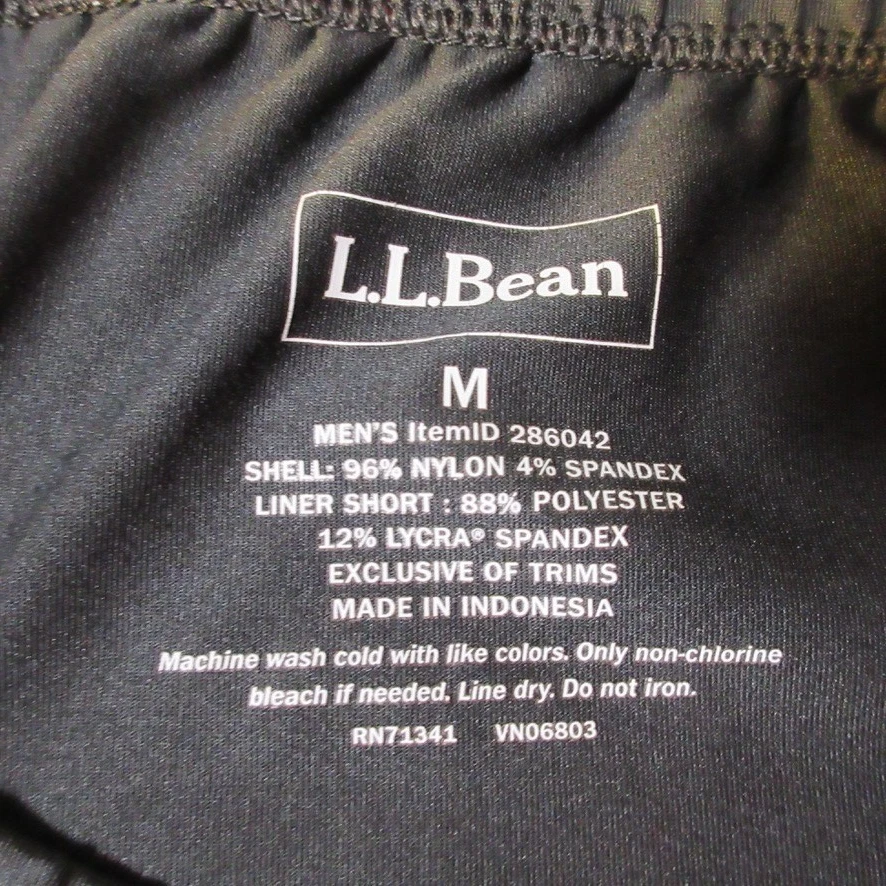 L.L.Bean
M
MEN'S ItemID 286042
SHELL: 96% NYLON 4% SPANDEX
LINER SHORT : 88% POLYESTER
12% LYCRA® SPANDEX
EXCLUSIVE OF TRIMS
MADE IN INDONESIA
Machine wash cold with like colors. Only non-chlorine
bleach if needed. Line dry. Do not iron.
RN71341 VN06803